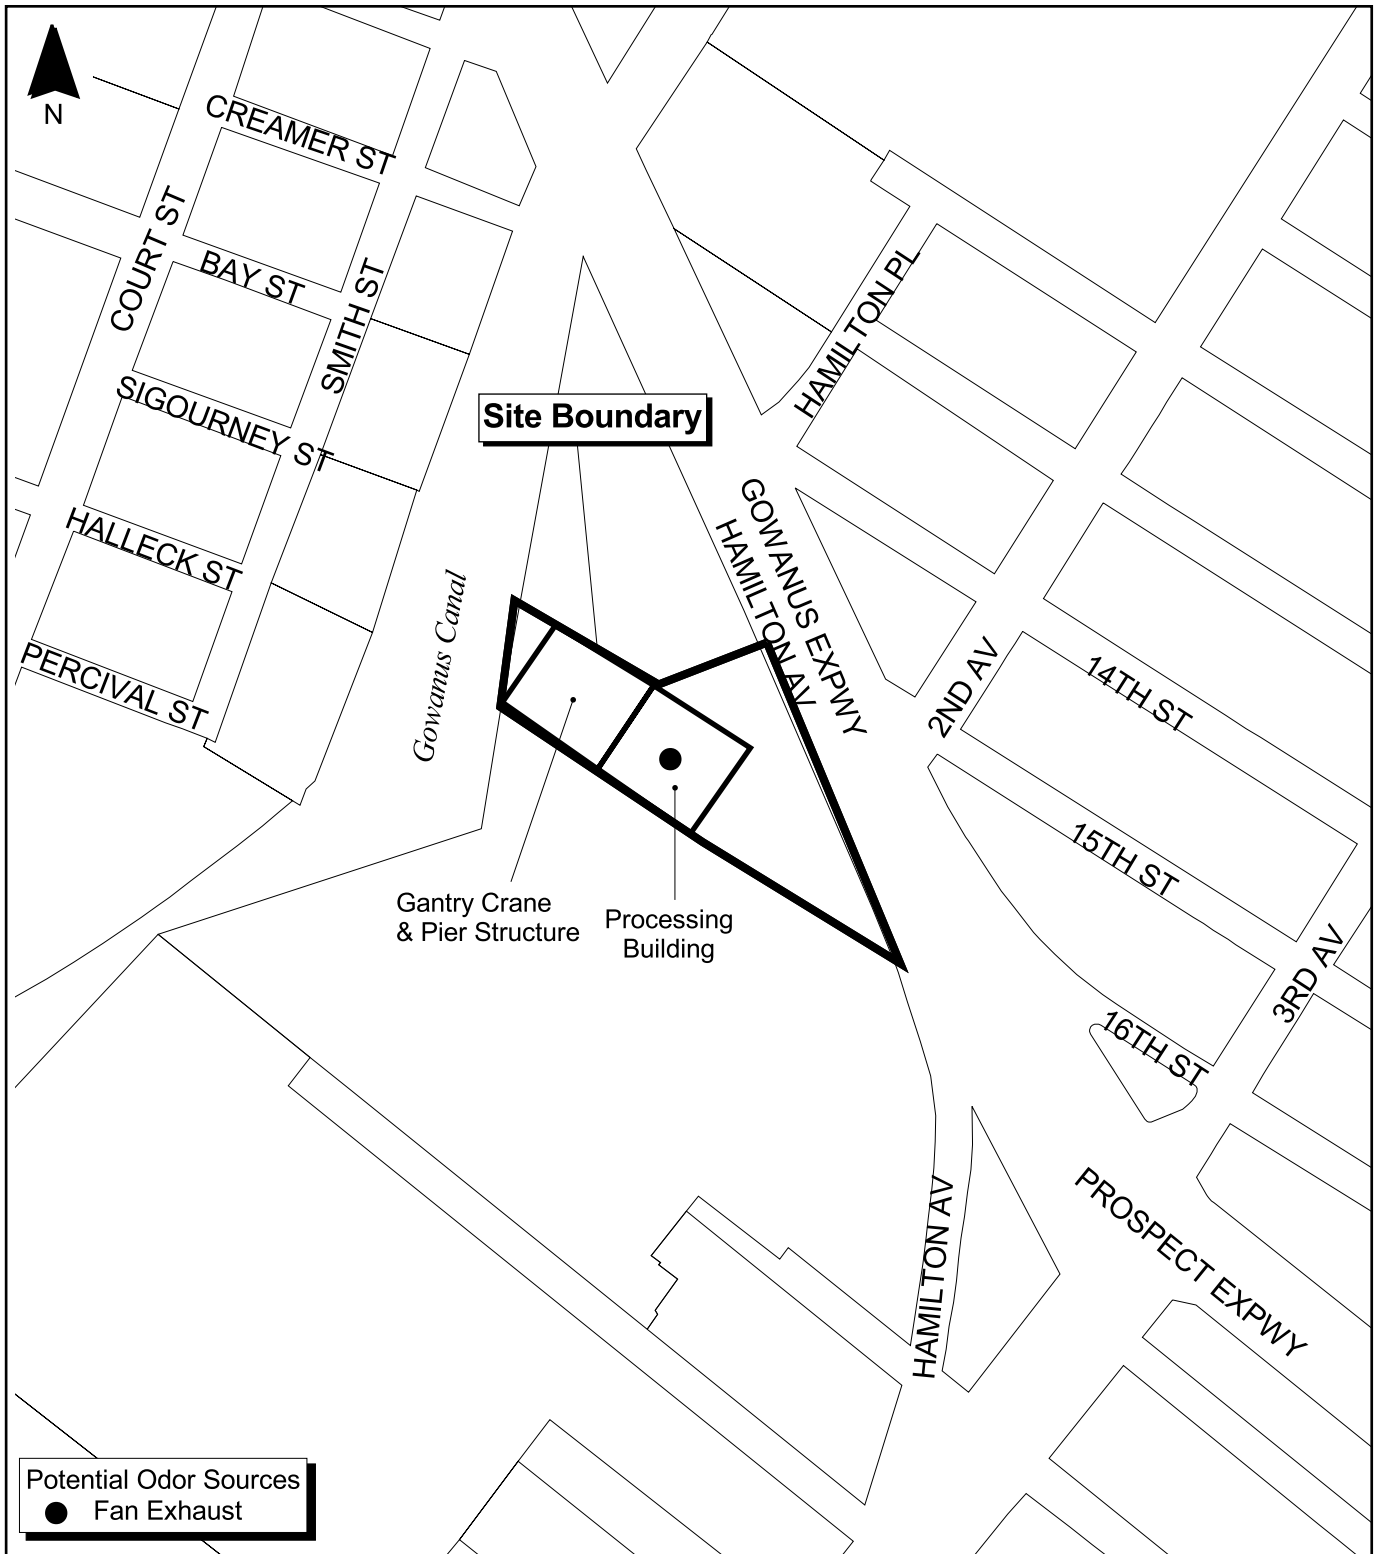 N
CREAMER ST
COURT ST
BAY ST
SMITH ST
HAMILTON PL
SIGOURNEY ST
Site Boundary
GOWANUS EXPWY
HAMILTON AV
HALLECK ST
Gowanus Canal
PERCIVAL ST
2ND AV
14TH ST
15TH ST
Gantry Crane
& Pier Structure
Processing
Building
3RD AV
16TH ST
HAMILTON AV
PROSPECT EXPWY
Potential Odor Sources
Fan Exhaust